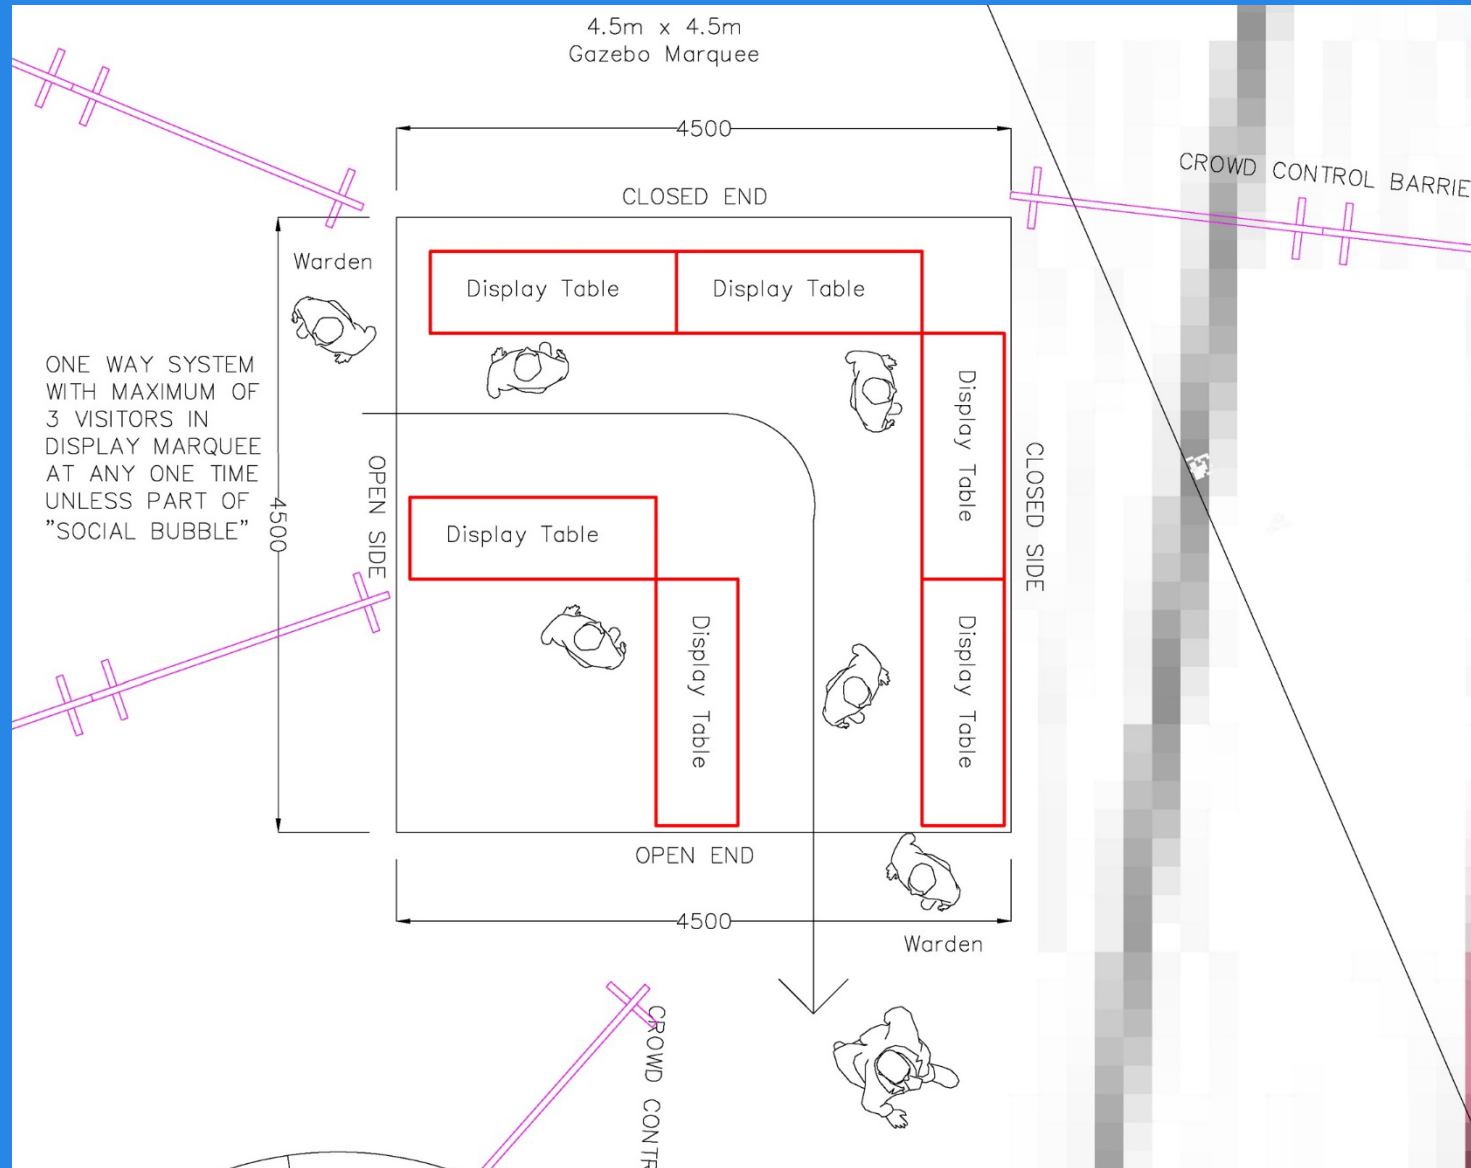 4.5m x 4.5m
Gazebo Marquee
4500
CROWD CONTROL BARRIE
CLOSED END
Warden
Display Table
Display Table
ONE WAY SYSTEM
WITH MAXIMUM OF
3 VISITORS IN
DISPLAY MARQUEE
AT ANY ONE TIME
UNLESS PART OF
"SOCIAL BUBBLE"
4500
OPEN SIDE
Display Table
Display Table
CLOSED SIDE
Display Table
Display Table
OPEN END
4500
Warden
CROWD CONTR